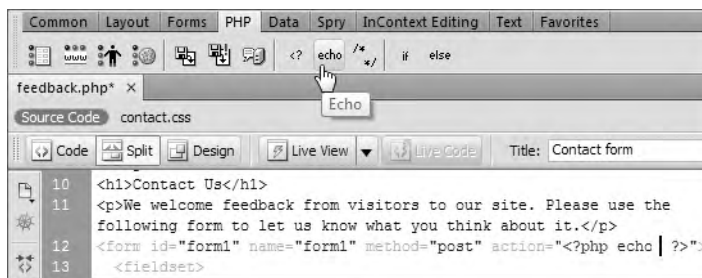 Common Layout Forms PHP Data Spry InContext Editing Text Favorites
www <? echo /* */ if else
feedback.php* ×
Echo
Source Code contact.css
Code Split Design Live View Live Code Title: Contact form
10 <h1>Contact Us</h1>
11 <p>We welcome feedback from visitors to our site. Please use the
following form to let us know what you think about it.</p>
12 <form id="form1" name="form1" method="post" action="<?php echo ?>">
13 <fieldset>